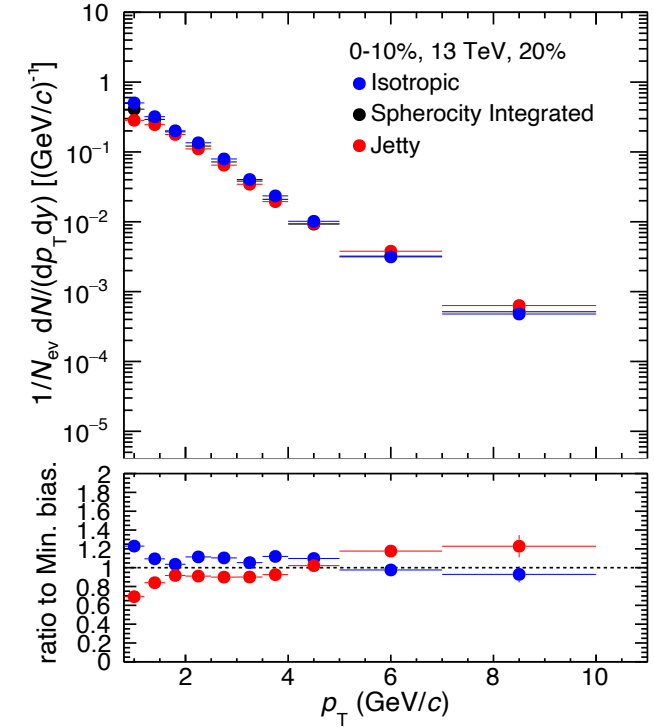 0-10%, 13 TeV, 20%
Isotropic
Spherocity Integrated
Jetty
1/N_ev dN/(dp_T dy) [(GeV/c)^-1]
1
10^-1
10^-2
10^-3
10^-4
10^-5
ratio to Min. bias.
2
1.8
1.6
1.4
1.2
1
0.8
0.6
0.4
0.2
0
2 4 6 8 10
p_T (GeV/c)